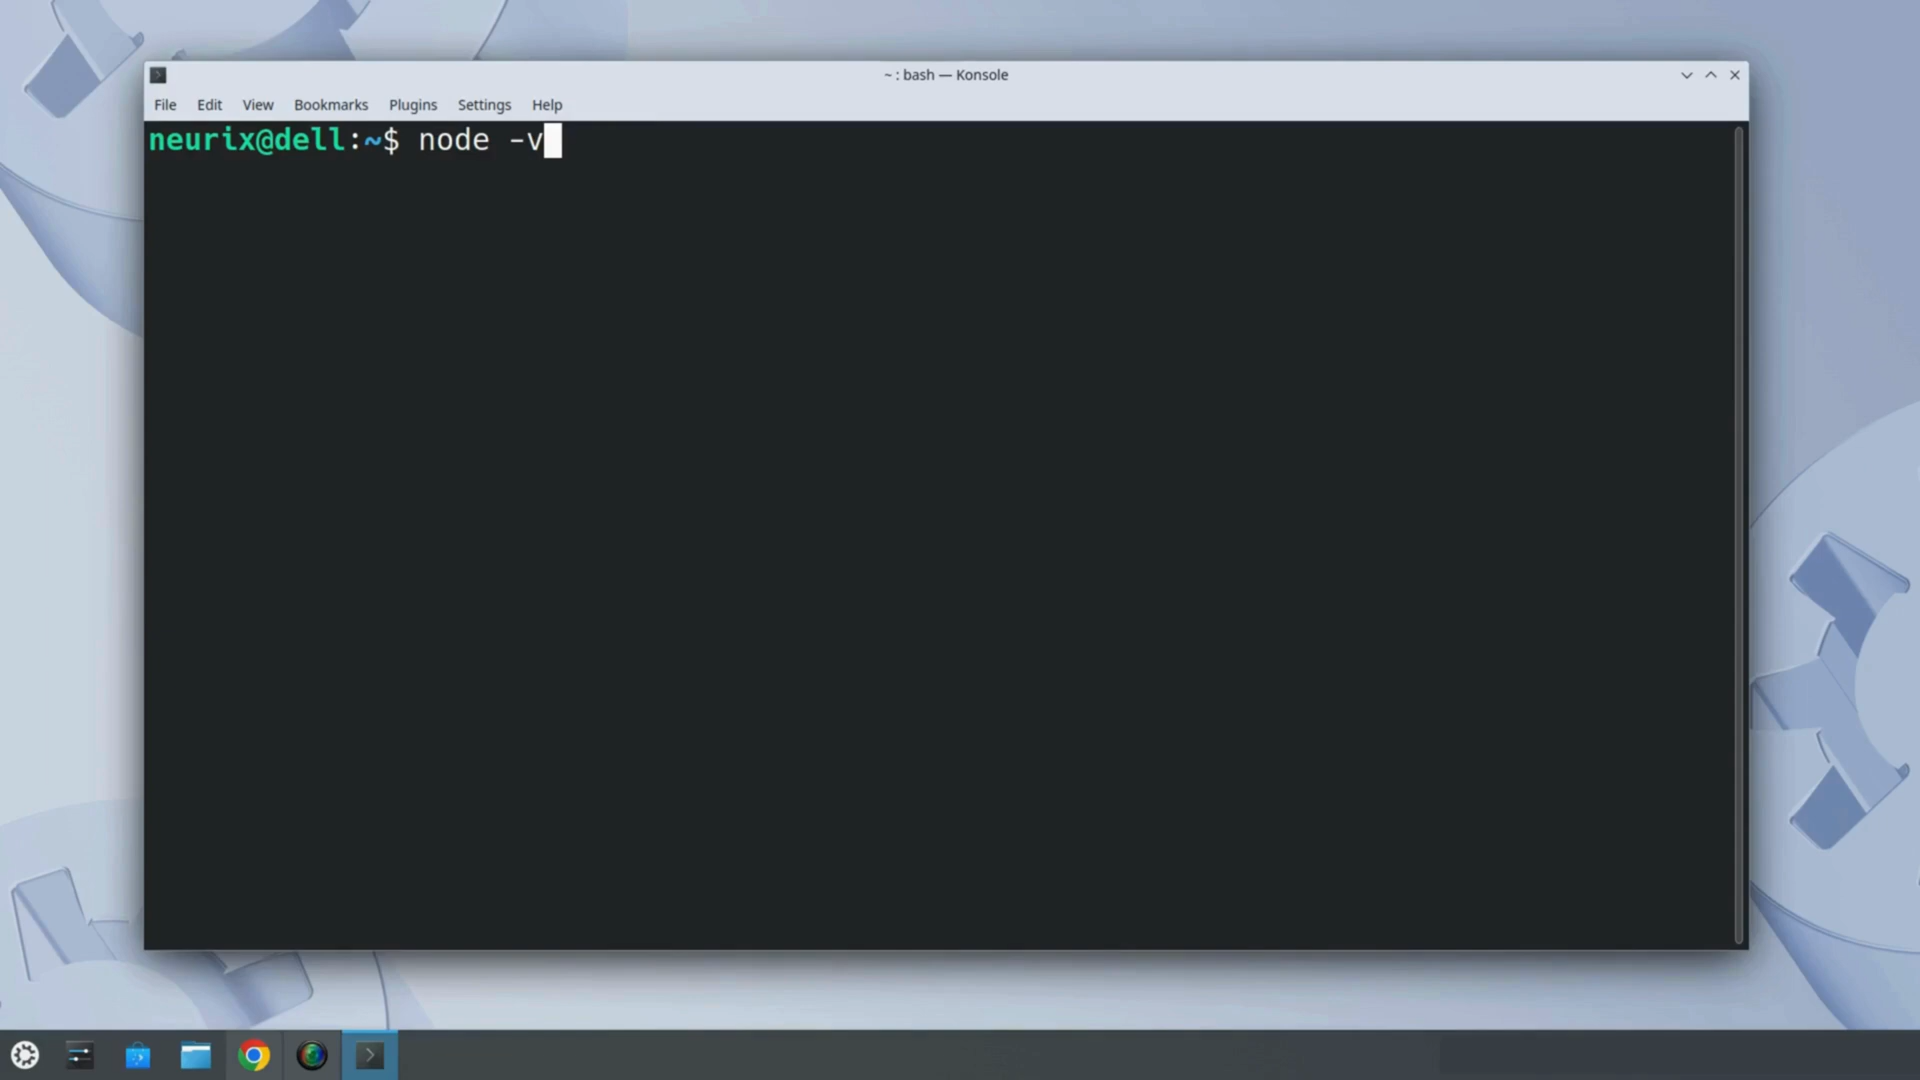 ~ : bash — Konsole
File Edit View Bookmarks Plugins Settings Help
neurix@dell:~$ node -v